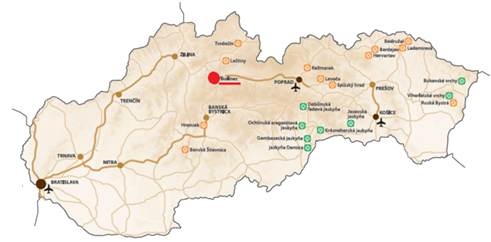 Tvrdošín
Leštiny
ŽILINA
TRENČÍN
BANSKÁ
BYSTRICA
Hronsek
Banská Štiavnica
TRNAVA
NITRA
BRATISLAVA
POPRAD
Kežmarok
Levoča
Spišský hrad
Bodružal
Ladomirová
Bardejov
Hervartov
PREŠOV
KOŠICE
Bukovské vrchy
Vihorlatské vrchy
Ruská Bystrá
Dobšinská
ľadová jaskyňa
Ochtinská aragonitová
jaskyňa
Gombasecká jaskyňa
Jaskyňa Domica
Jasovská
jaskyňa
Krásnohorská jaskyňa